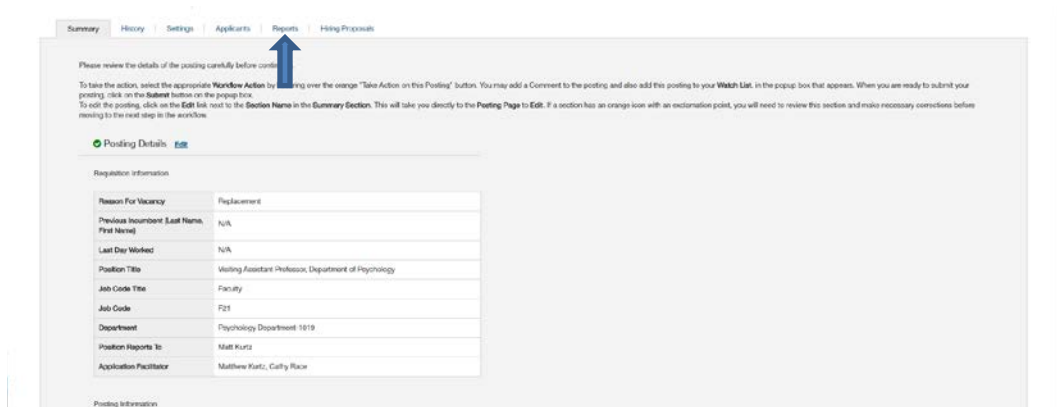 Summary History Settings Applicants Reports Hiring Proposals
Please review the details of the posting carefully before
To take the action, select the appropriate Workflow Action by over the orange "Take Action on this Posting" button. You may add a Comment to the posting and also add this posting to your Watch List. in the popup box that appears. When you are ready to submit your
posting, click on the Submit button on the popup box.
To edit the posting, click on the Edit link next to the Section Name in the Summary Section. This will take you directly to the Posting Page to Edit. If a section has an orange icon with an exclamation point, you will need to review this section and make necessary corrections before
moving to the next step in the workflow.
Posting Details Edit
Requisition Information
Reason For Vacancy Replacement
Previous Incumbent (Last Name, N/A
First Name)
Last Day Worked N/A
Position Title Visiting Assistant Professor, Department of Psychology
Job Code Title Faculty
Job Code F21
Department Psychology Department-1019
Position Reports To Matt Kurtz
Application Facilitator Matthew Kurtz, Cathy Race
Posting Information